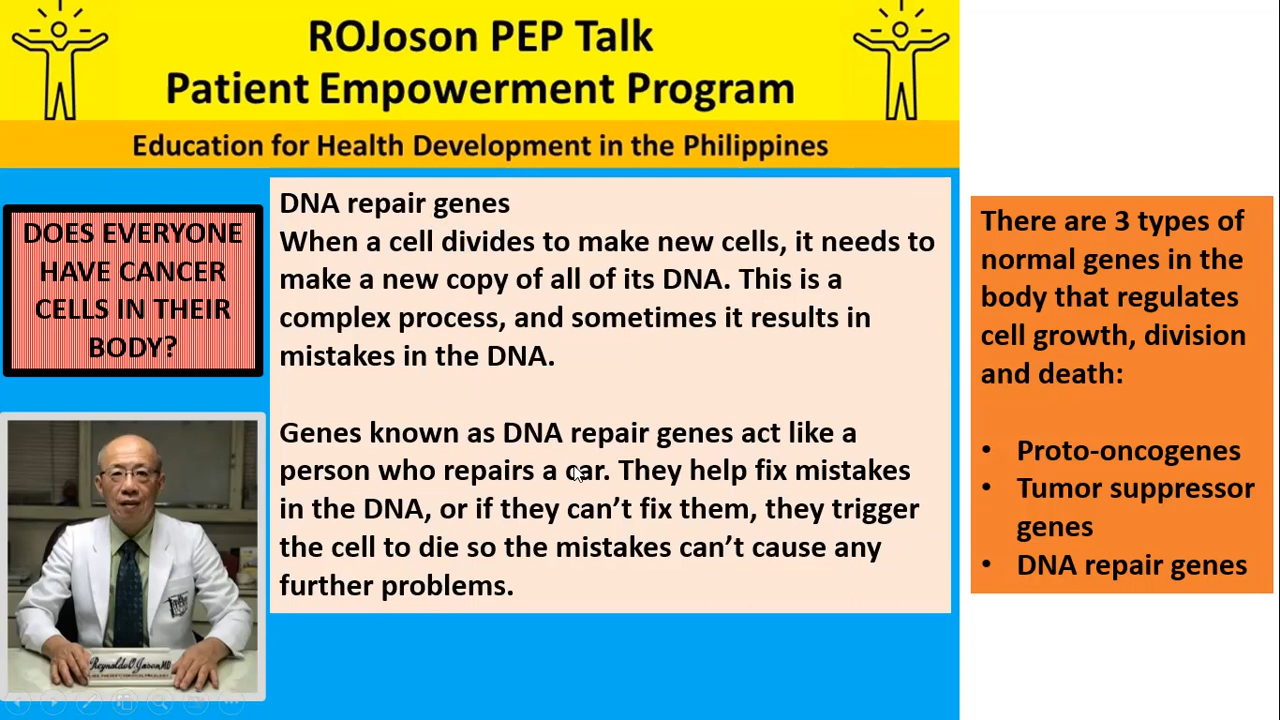 ROJoson PEP Talk
Patient Empowerment Program
Education for Health Development in the Philippines
DOES EVERYONE
HAVE CANCER
CELLS IN THEIR
BODY?
DNA repair genes
When a cell divides to make new cells, it needs to
make a new copy of all of its DNA. This is a
complex process, and sometimes it results in
mistakes in the DNA.
Genes known as DNA repair genes act like a
person who repairs a car. They help fix mistakes
in the DNA, or if they can’t fix them, they trigger
the cell to die so the mistakes can’t cause any
further problems.
There are 3 types of
normal genes in the
body that regulates
cell growth, division
and death:
• Proto-oncogenes
• Tumor suppressor
genes
• DNA repair genes
Reynaldo O. Joson, MD